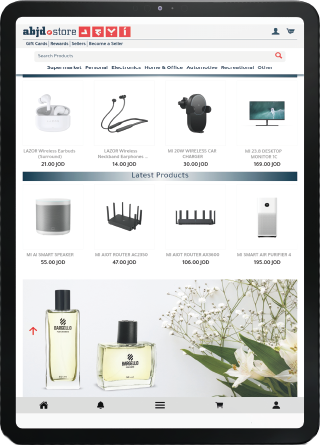 abjd.store ابجد
Gift Cards | Rewards | Sellers | Become a Seller
Search Products
Supermarket Personal Electronics Home & Office Automotive Recreational Other
LAZOR Wireless Earbuds (Surround)
21.00 JOD
LAZOR Wireless Neckband Earphones ...
14.00 JOD
MI 20W WIRELESS CAR CHARGER
30.00 JOD
MI 23.8 DESKTOP MONITOR 1C
169.00 JOD
Latest Products
MI AI SMART SPEAKER
55.00 JOD
MI AIOT ROUTER AC2350
47.00 JOD
MI AIOT ROUTER AX3600
106.00 JOD
MI SMART AIR PURIFIER 4
195.00 JOD
BARGELLO
BARGELLO